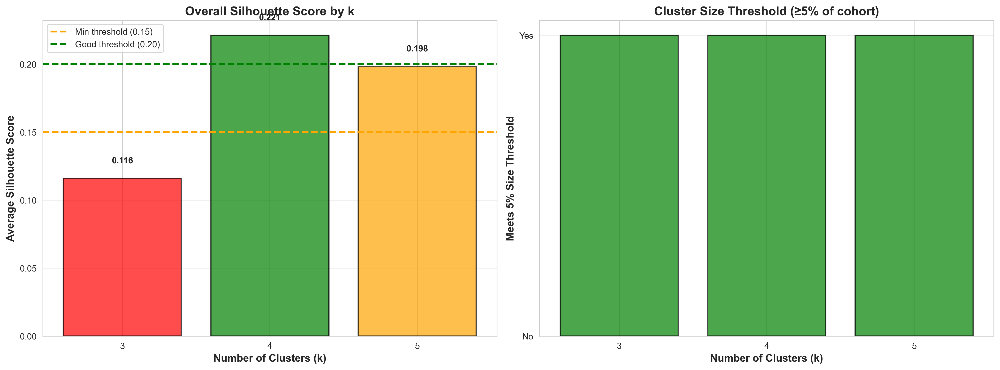 Overall Silhouette Score by k
0.221
Min threshold (0.15)
Good threshold (0.20)
0.198
0.116
0.20
0.15
0.10
0.05
0.00
Average Silhouette Score
3
4
5
Number of Clusters (k)
Cluster Size Threshold (≥5% of cohort)
Yes
No
Meets 5% Size Threshold
3
4
5
Number of Clusters (k)